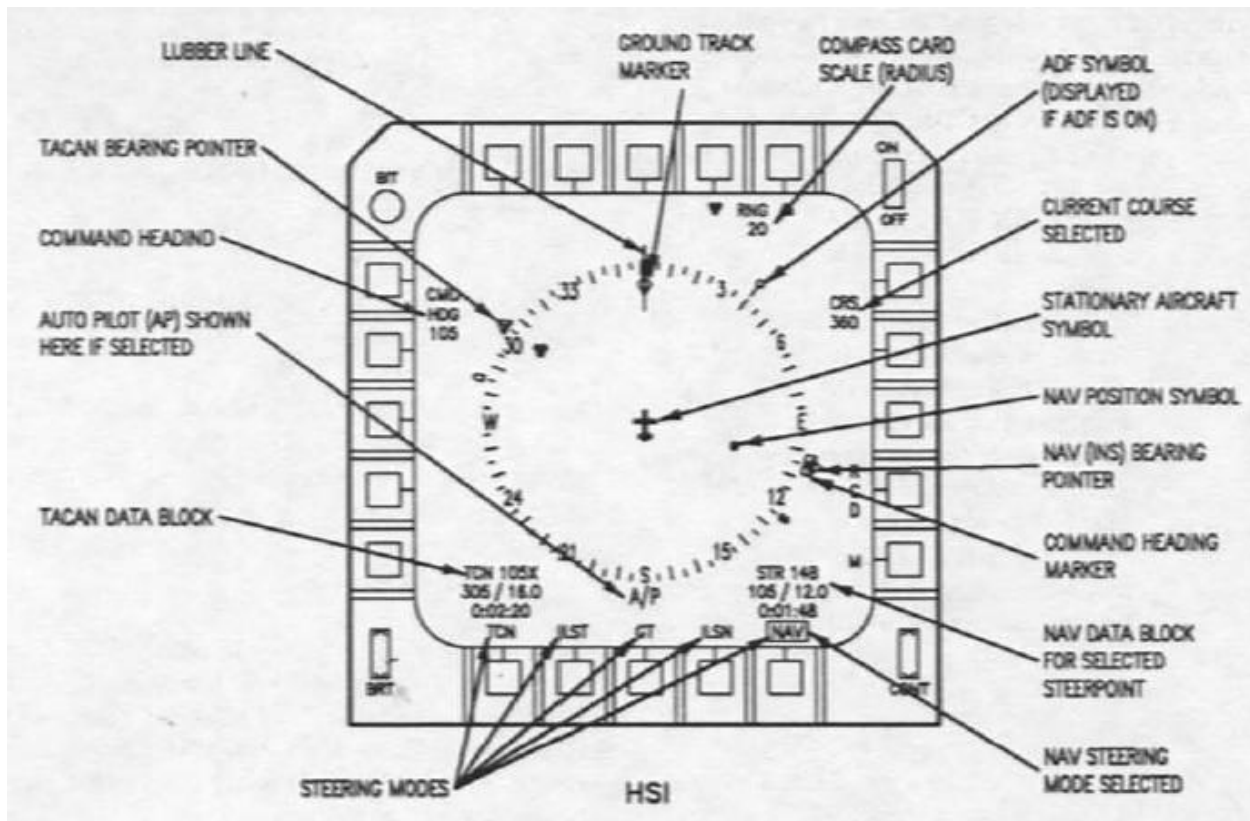 LUBBER LINE
GROUND TRACK
MARKER
COMPASS CARD
SCALE (RADIUS)
ADF SYMBOL
(DISPLAYED
IF ADF IS ON)
TACAN BEARING POINTER
BIT
ON
OFF
RNG
20
CURRENT COURSE
SELECTED
COMMAND HEADIND
CMD
HDG
105
CRS
360
33
3
30
6
AUTO PILOT (AP) SHOWN
HERE IF SELECTED
STATIONARY AIRCRAFT
SYMBOL
W
E
NAV POSITION SYMBOL
NAV (INS) BEARING
POINTER
24
12
D
TACAN DATA BLOCK
21
15
S
M
COMMAND HEADING
MARKER
TCN 105X
305 / 16.0
0:02:20
A/P
STR 14B
105 / 12.0
0:01:48
TCN
ILST
GT
ILSN
NAV
NAV DATA BLOCK
FOR SELECTED
STEERPOINT
BRT
CONT
STEERING MODES
HSI
NAV STEERING
MODE SELECTED